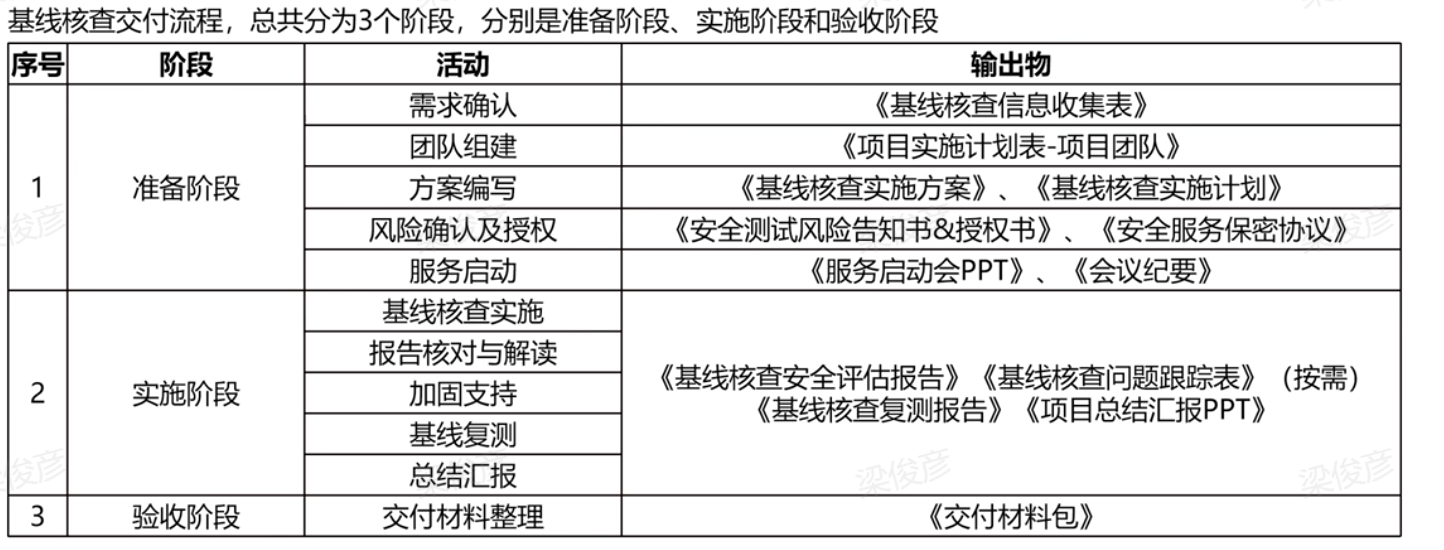 基线核查交付流程，总共分为3个阶段，分别是准备阶段、实施阶段和验收阶段
序号 阶段 活动 输出物
1 准备阶段 需求确认 《基线核查信息收集表》
团队组建 《项目实施计划表-项目团队》
方案编写 《基线核查实施方案》、《基线核查实施计划》
风险确认及授权 《安全测试风险告知书&授权书》、《安全服务保密协议》
服务启动 《服务启动会PPT》、《会议纪要》
2 实施阶段 基线核查实施
报告核对与解读
加固支持
基线复测
总结汇报
《基线核查安全评估报告》《基线核查问题跟踪表》（按需）
《基线核查复测报告》《项目总结汇报PPT》
3 验收阶段 交付材料整理 《交付材料包》
梁俊彦
梁俊彦
梁俊彦
梁俊彦
梁俊彦
梁俊彦